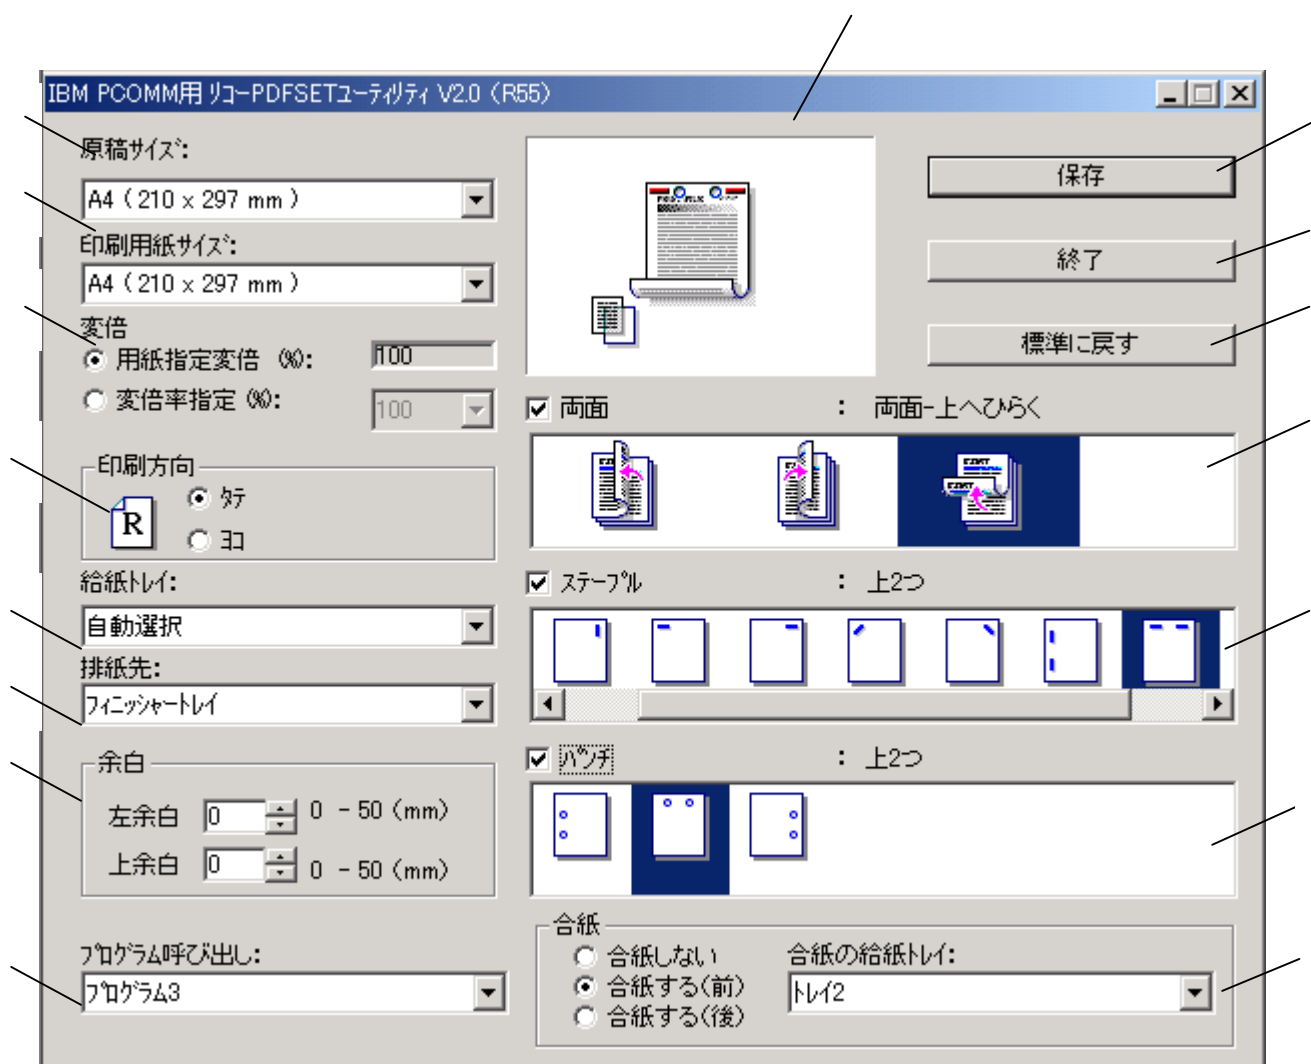 IBM PCOMM用 ﾘｺｰPDFSETﾕｰﾃｨﾘﾃｨ V2.0 (R55)
原稿ｻｲｽﾞ:
A4 ( 210 x 297 mm )
印刷用紙ｻｲｽﾞ:
A4 ( 210 x 297 mm )
変倍
用紙指定変倍 (%):
100
変倍率指定 (%):
100
印刷方向
R
ﾀﾃ
ﾖｺ
給紙ﾄﾚｲ:
自動選択
排紙先:
ﾌｨﾆｯｼｬｰﾄﾚｲ
余白
左余白 0 0 - 50 (mm)
上余白 0 0 - 50 (mm)
ﾌﾟﾛｸﾞﾗﾑ呼び出し:
ﾌﾟﾛｸﾞﾗﾑ3
保存
終了
標準に戻す
両面 : 両面-上へひらく
ｽﾃｰﾌﾟﾙ : 上2つ
ﾊﾟﾝﾁ : 上2つ
合紙
合紙しない
合紙する(前)
合紙する(後)
合紙の給紙ﾄﾚｲ:
ﾄﾚｲ2